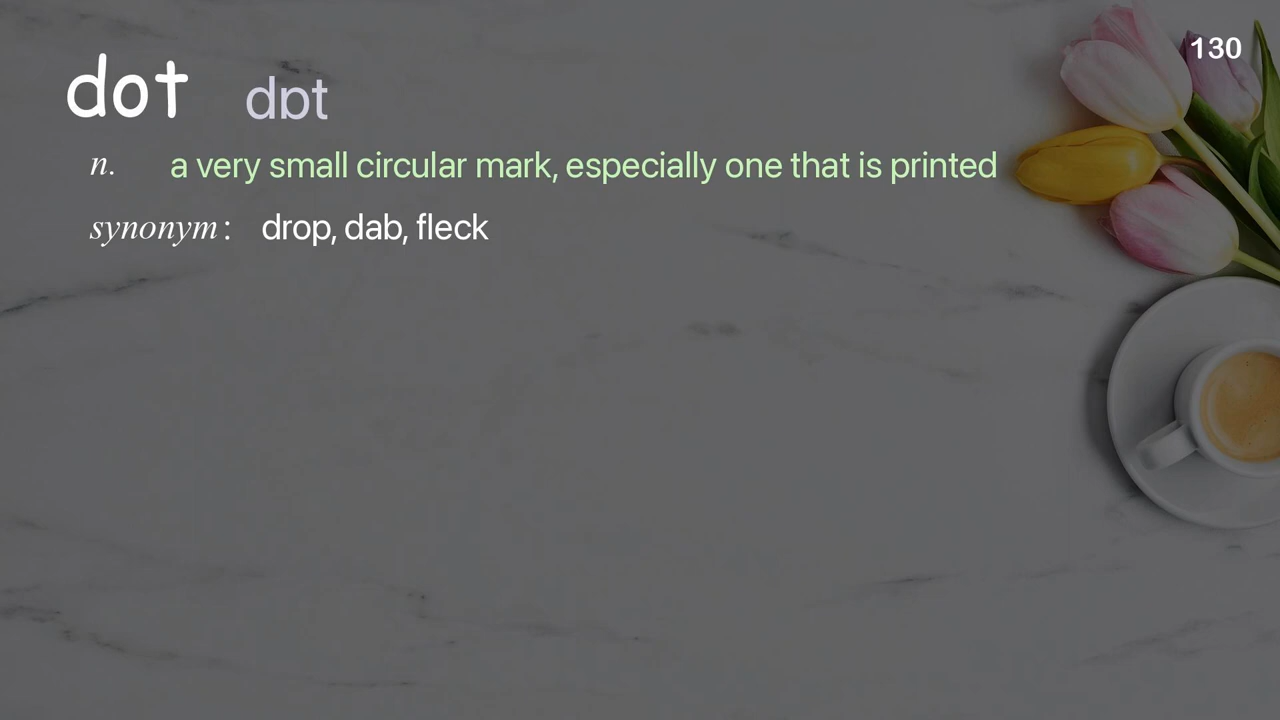 130
dot dɒt
n. a very small circular mark, especially one that is printed
synonym: drop, dab, fleck